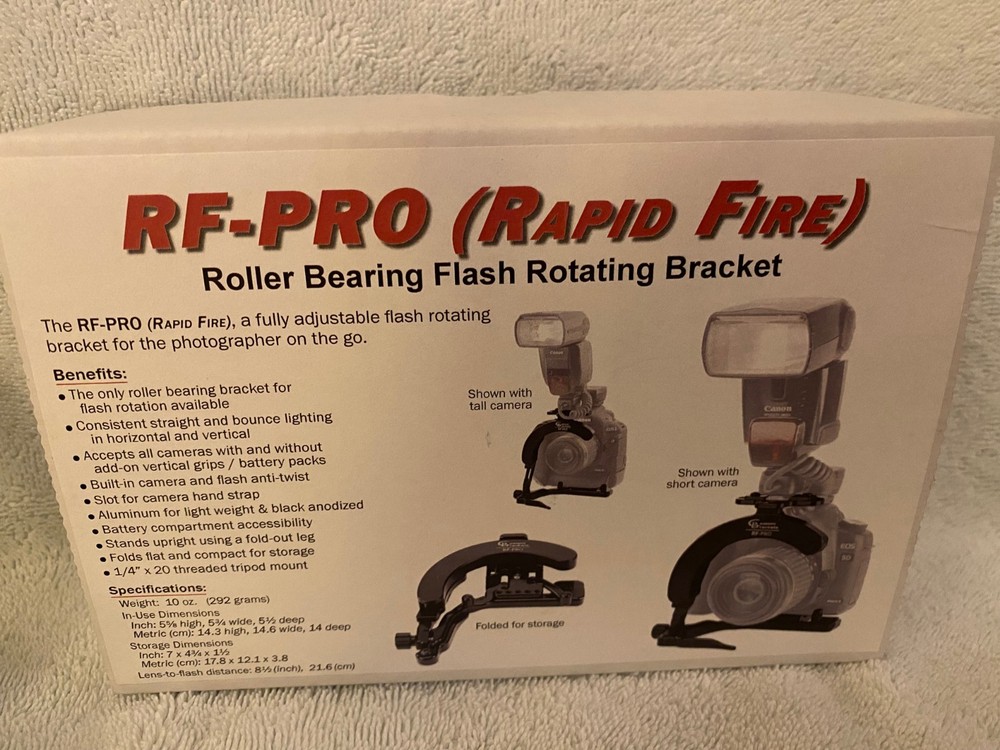 RF-PRO (RAPID FIRE)
Roller Bearing Flash Rotating Bracket
The RF-PRO (RAPID FIRE), a fully adjustable flash rotating
bracket for the photographer on the go.
Benefits:
• The only roller bearing bracket for
flash rotation available
• Consistent straight and bounce lighting
in horizontal and vertical
• Accepts all cameras with and without
add-on vertical grips / battery packs
• Built-in camera and flash anti-twist
• Slot for camera hand strap
• Aluminum for light weight & black anodized
• Battery compartment accessibility
• Stands upright using a fold-out leg
• Folds flat and compact for storage
• 1/4" x 20 threaded tripod mount
Specifications:
Weight: 10 oz. (292 grams)
In-Use Dimensions
Inch: 5⅝ high, 5¾ wide, 5½ deep
Metric (cm): 14.3 high, 14.6 wide, 14 deep
Storage Dimensions
Inch: 7 x 4¾ x 1½
Metric (cm): 17.8 x 12.1 x 3.8
Lens-to-flash distance: 8½ (inch), 21.6 (cm)
Shown with
tall camera
Shown with
short camera
Folded for storage
Canon
Canon
RF-PRO
EOS